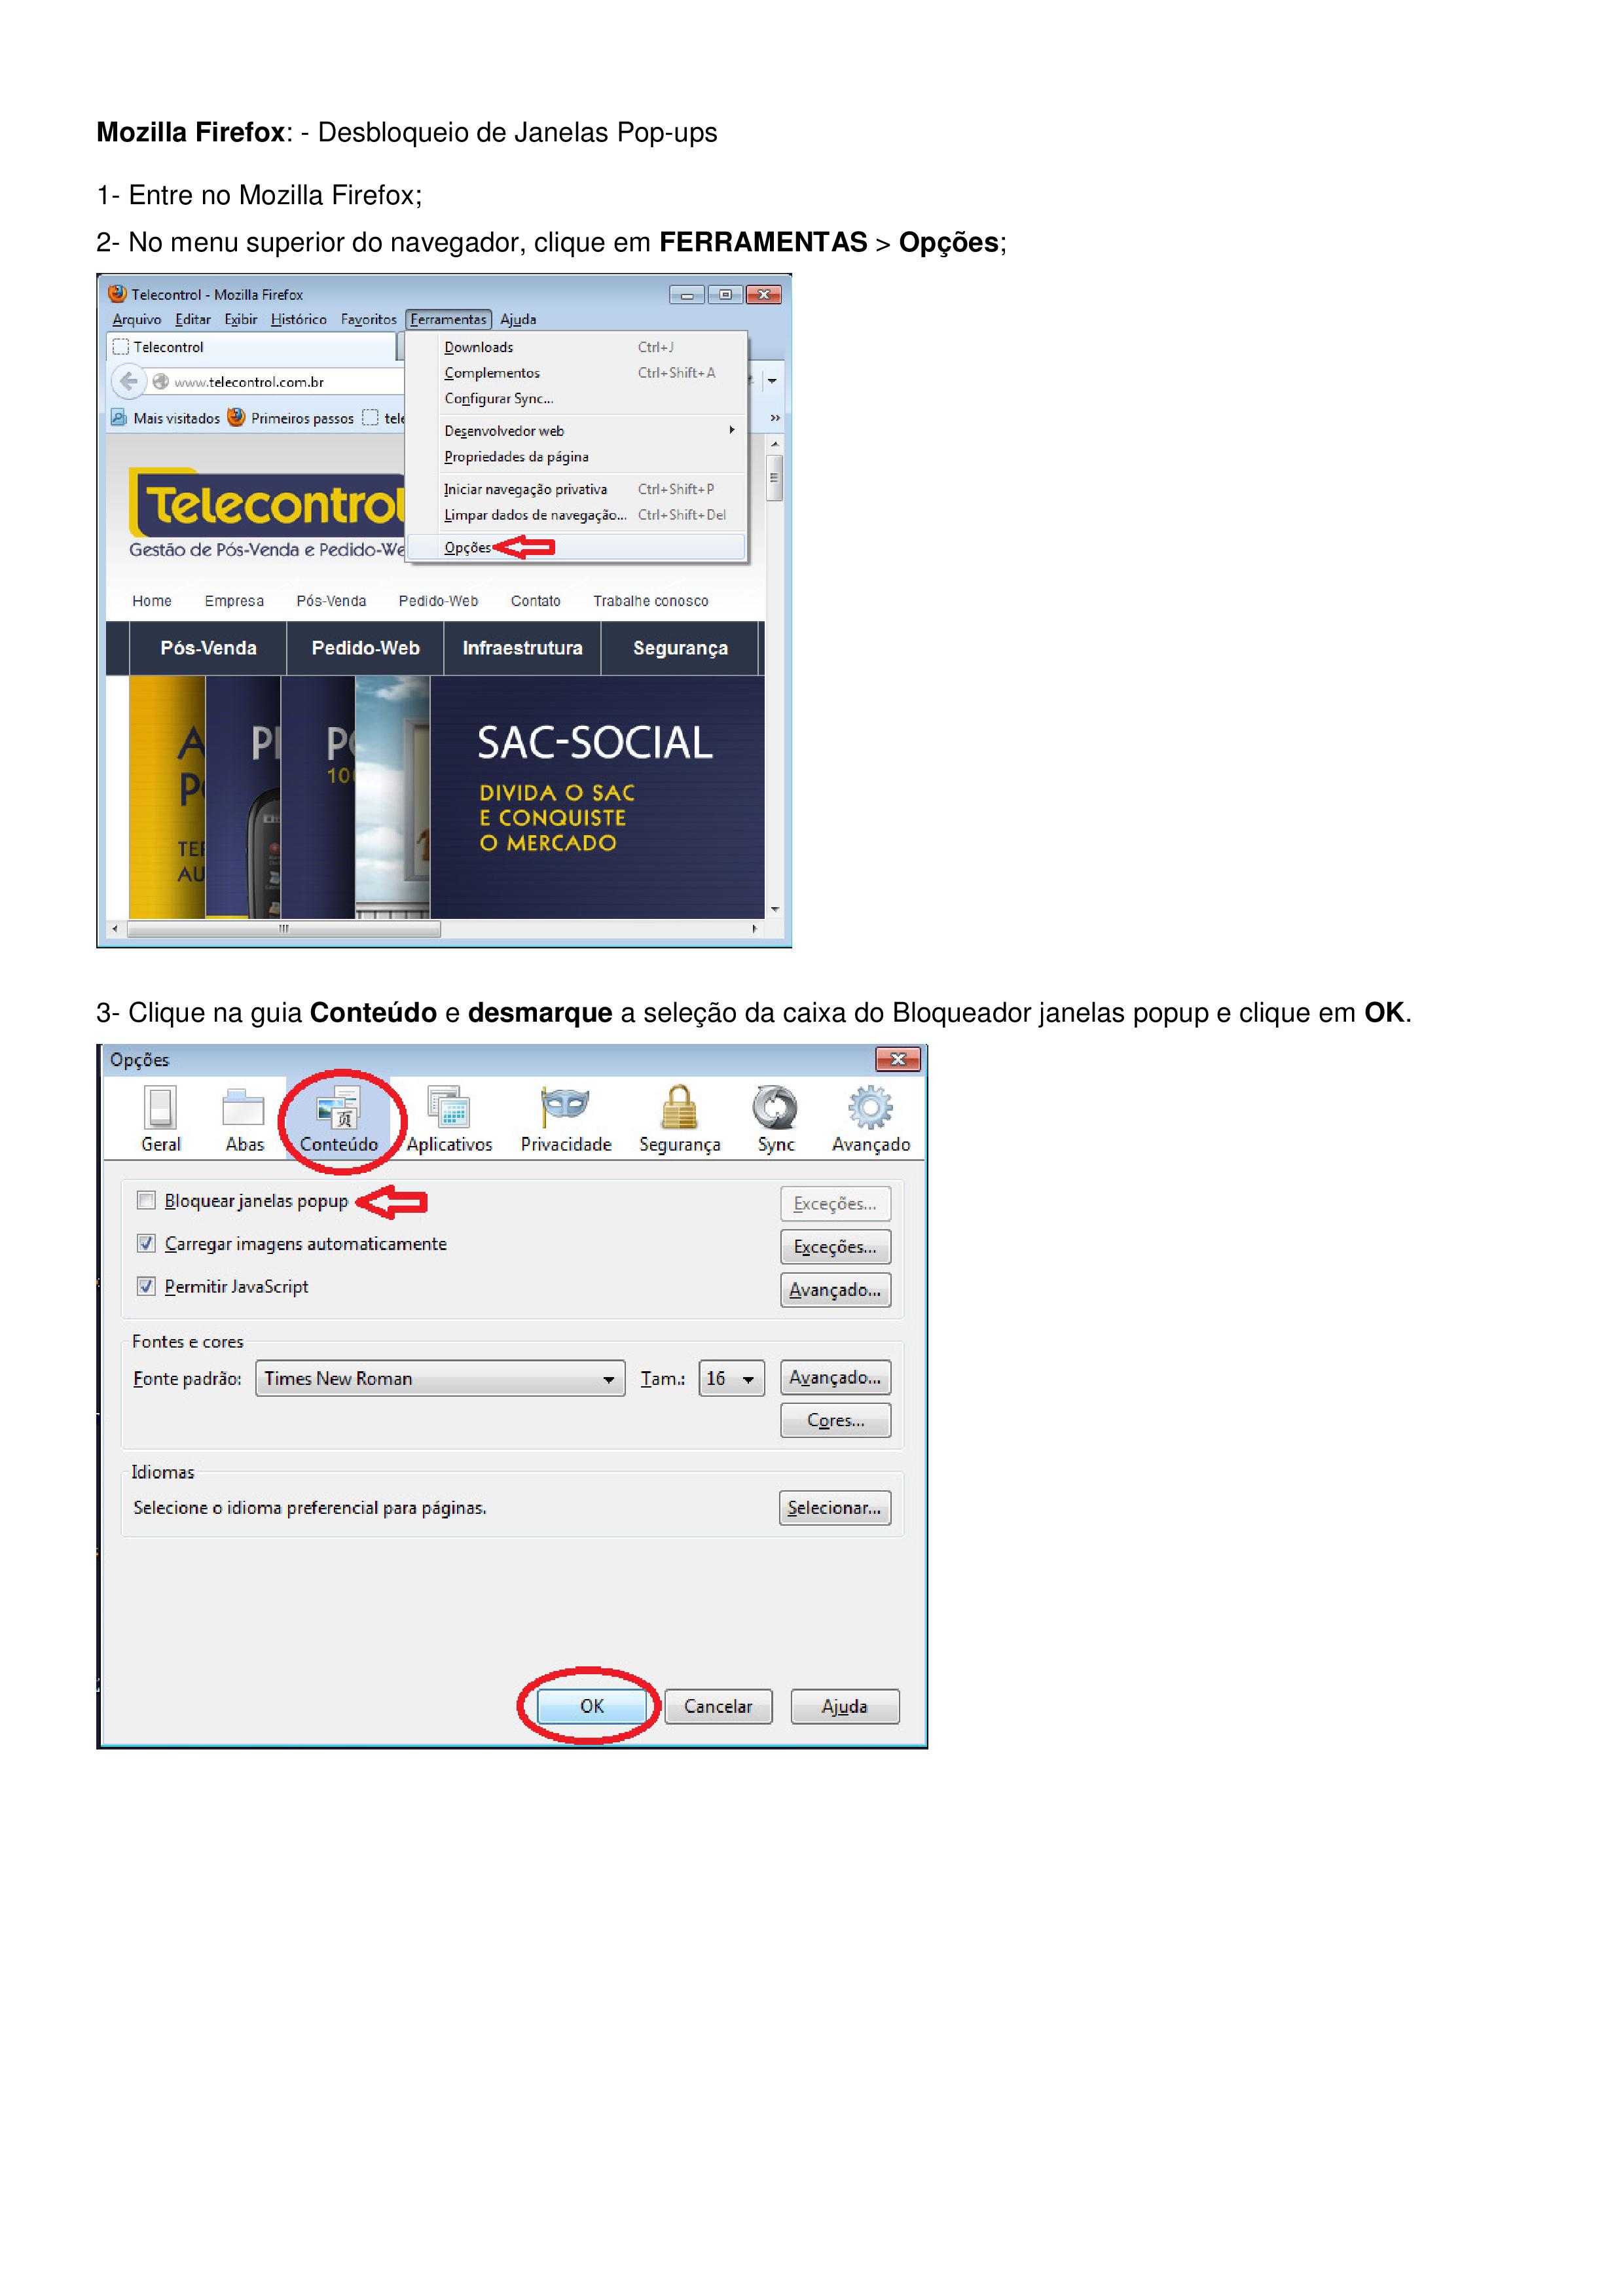 Mozilla Firefox: - Desbloqueio de Janelas Pop-ups
1- Entre no Mozilla Firefox;
2- No menu superior do navegador, clique em FERRAMENTAS > Opções;
Telecontrol - Mozilla Firefox
Arquivo Editar Exibir Histórico Favoritos Ferramentas Ajuda
Telecontrol
Downloads Ctrl+J
Complementos Ctrl+Shift+A
www.telecontrol.com.br
Configurar Sync...
Mais visitados Primeiros passos tele
Desenvolvedor web
Propriedades da página
Iniciar navegação privativa Ctrl+Shift+P
Limpar dados de navegação... Ctrl+Shift+Del
Opções
Telecontrol
Gestão de Pós-Venda e Pedido-We
Home Empresa Pós-Venda Pedido-Web Contato Trabalhe conosco
Pós-Venda Pedido-Web Infraestrutura Segurança
SAC-SOCIAL
DIVIDA O SAC
E CONQUISTE
O MERCADO
3- Clique na guia Conteúdo e desmarque a seleção da caixa do Bloqueador janelas popup e clique em OK.
Opções
页
Geral Abas Conteúdo Aplicativos Privacidade Segurança Sync Avançado
Bloquear janelas popup Exceções...
Carregar imagens automaticamente Exceções...
Permitir JavaScript Avançado...
Fontes e cores
Fonte padrão: Times New Roman Tam.: 16 Avançado...
Cores...
Idiomas
Selecione o idioma preferencial para páginas. Selecionar...
OK Cancelar Ajuda